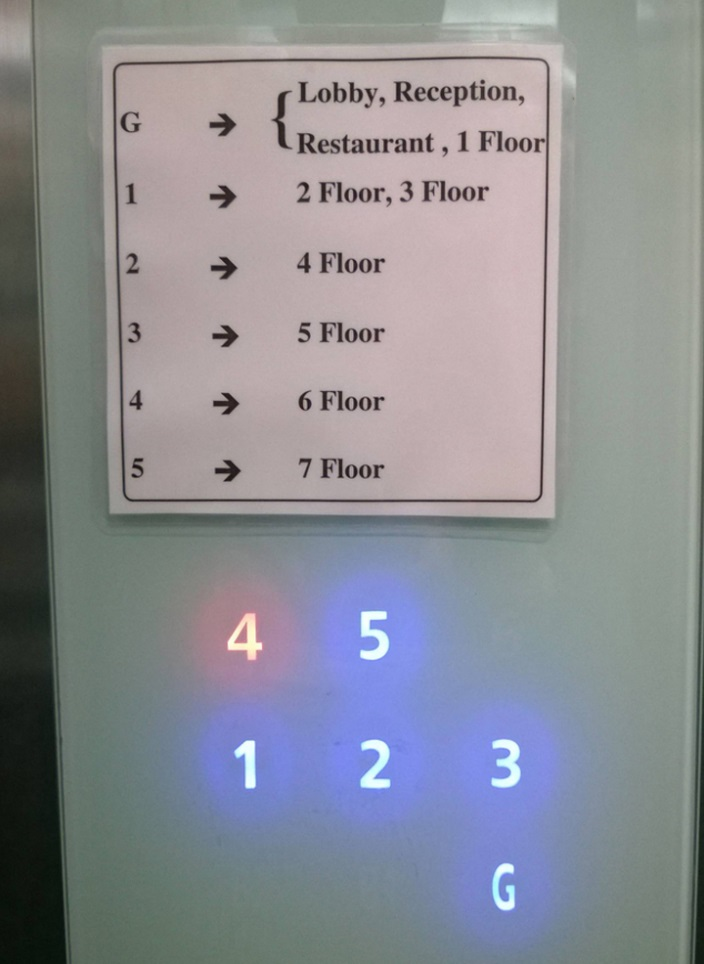 G ➔ { Lobby, Reception,
Restaurant , 1 Floor
1 ➔ 2 Floor, 3 Floor
2 ➔ 4 Floor
3 ➔ 5 Floor
4 ➔ 6 Floor
5 ➔ 7 Floor
4 5
1 2 3
G